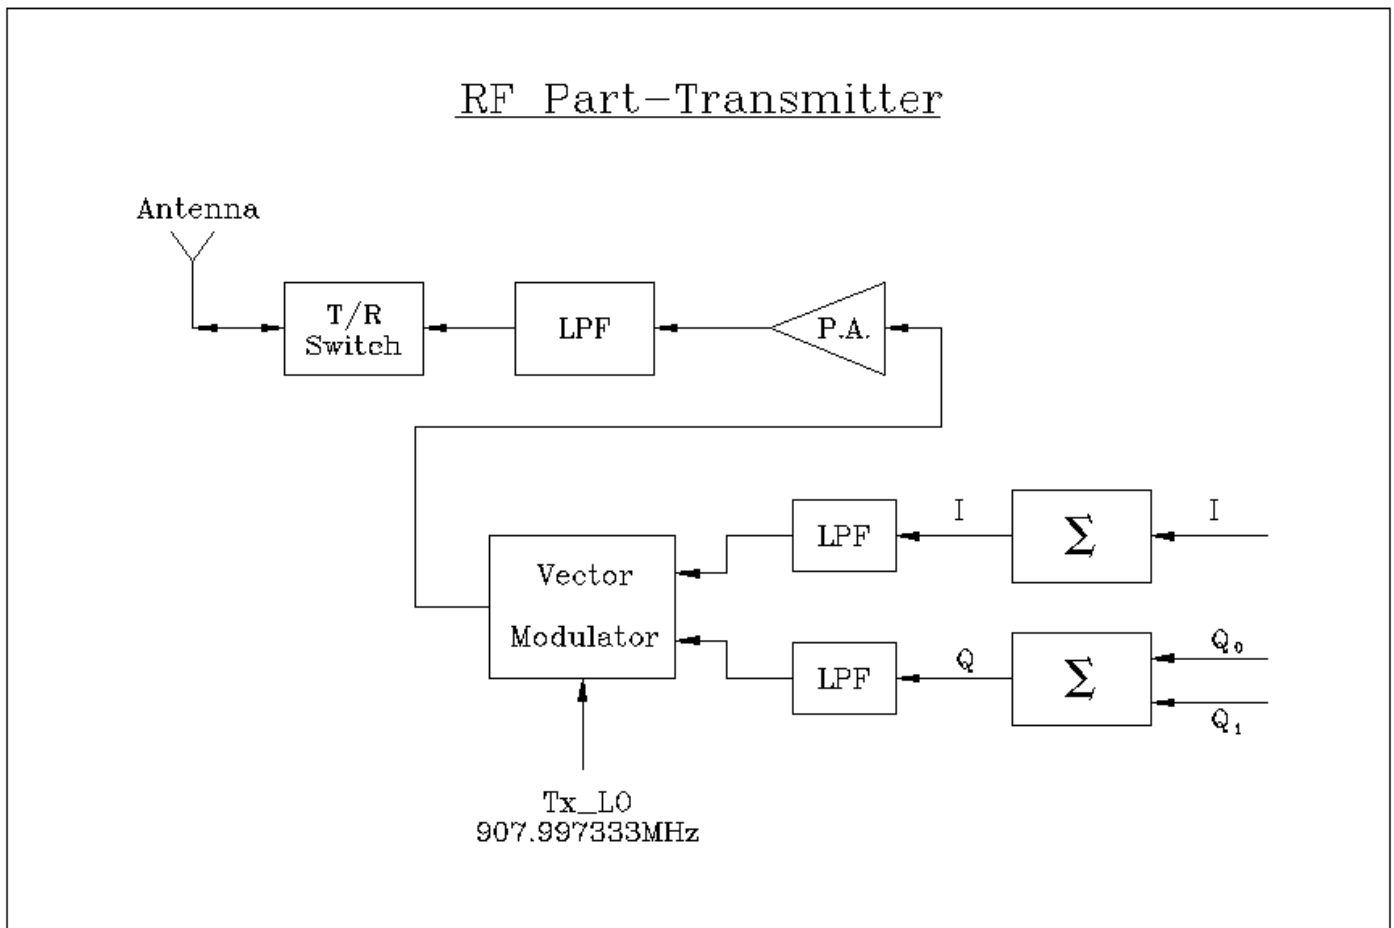 RF Part-Transmitter
Antenna
T/R
Switch
LPF
P.A.
Vector
Modulator
LPF
I
Σ
I
LPF
Q
Σ
Q₀
Q₁
Tx_LO
907.997333MHz